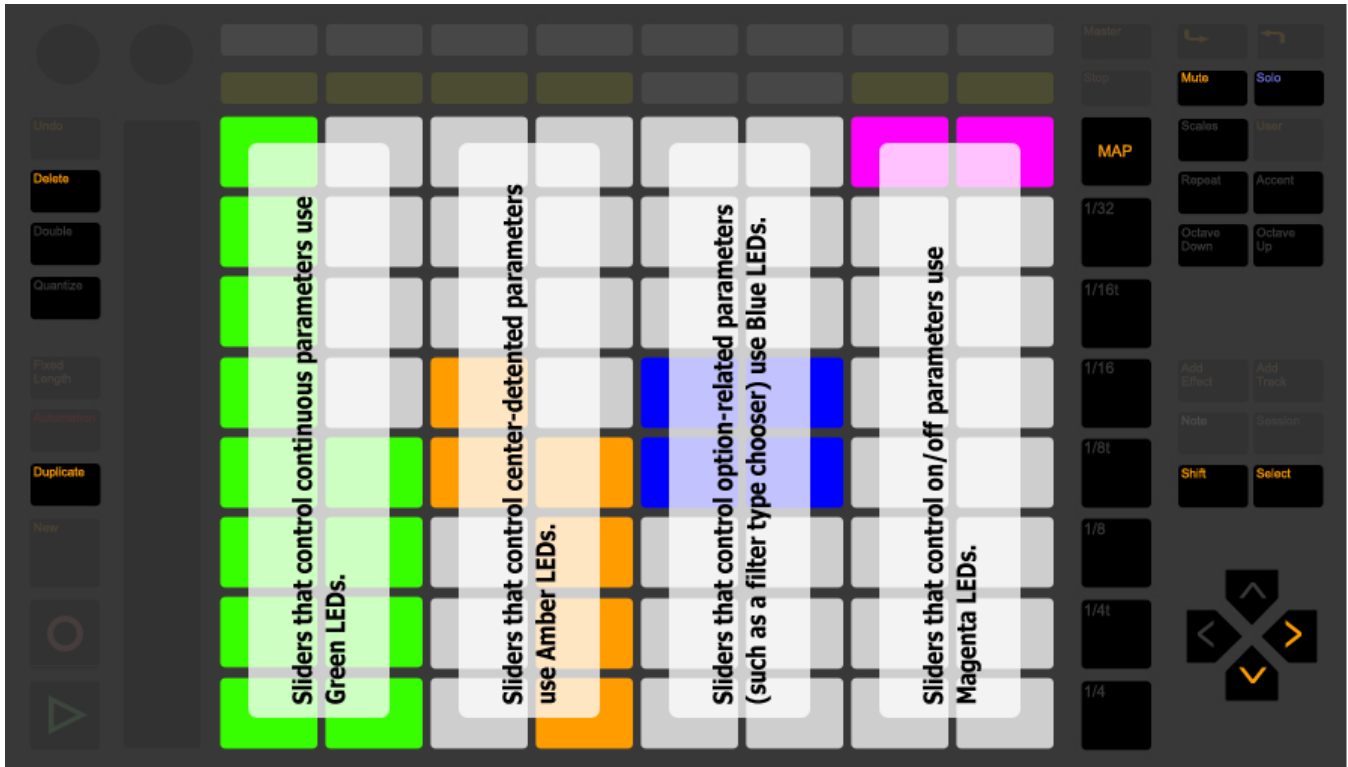 Master
Stop
Mute
Solo
Undo
MAP
Scales
User
Delete
Repeat
Accent
Double
1/32
Octave
Down
Octave
Up
Quantize
1/16t
Fixed
Length
1/16
Add
Effect
Add
Track
Automation
Note
Session
1/8t
Duplicate
Shift
Select
New
1/8
1/4t
1/4
Sliders that control continuous parameters use
Green LEDs.
Sliders that control center-detented parameters
use Amber LEDs.
Sliders that control option-related parameters
(such as a filter type chooser) use Blue LEDs.
Sliders that control on/off parameters use
Magenta LEDs.